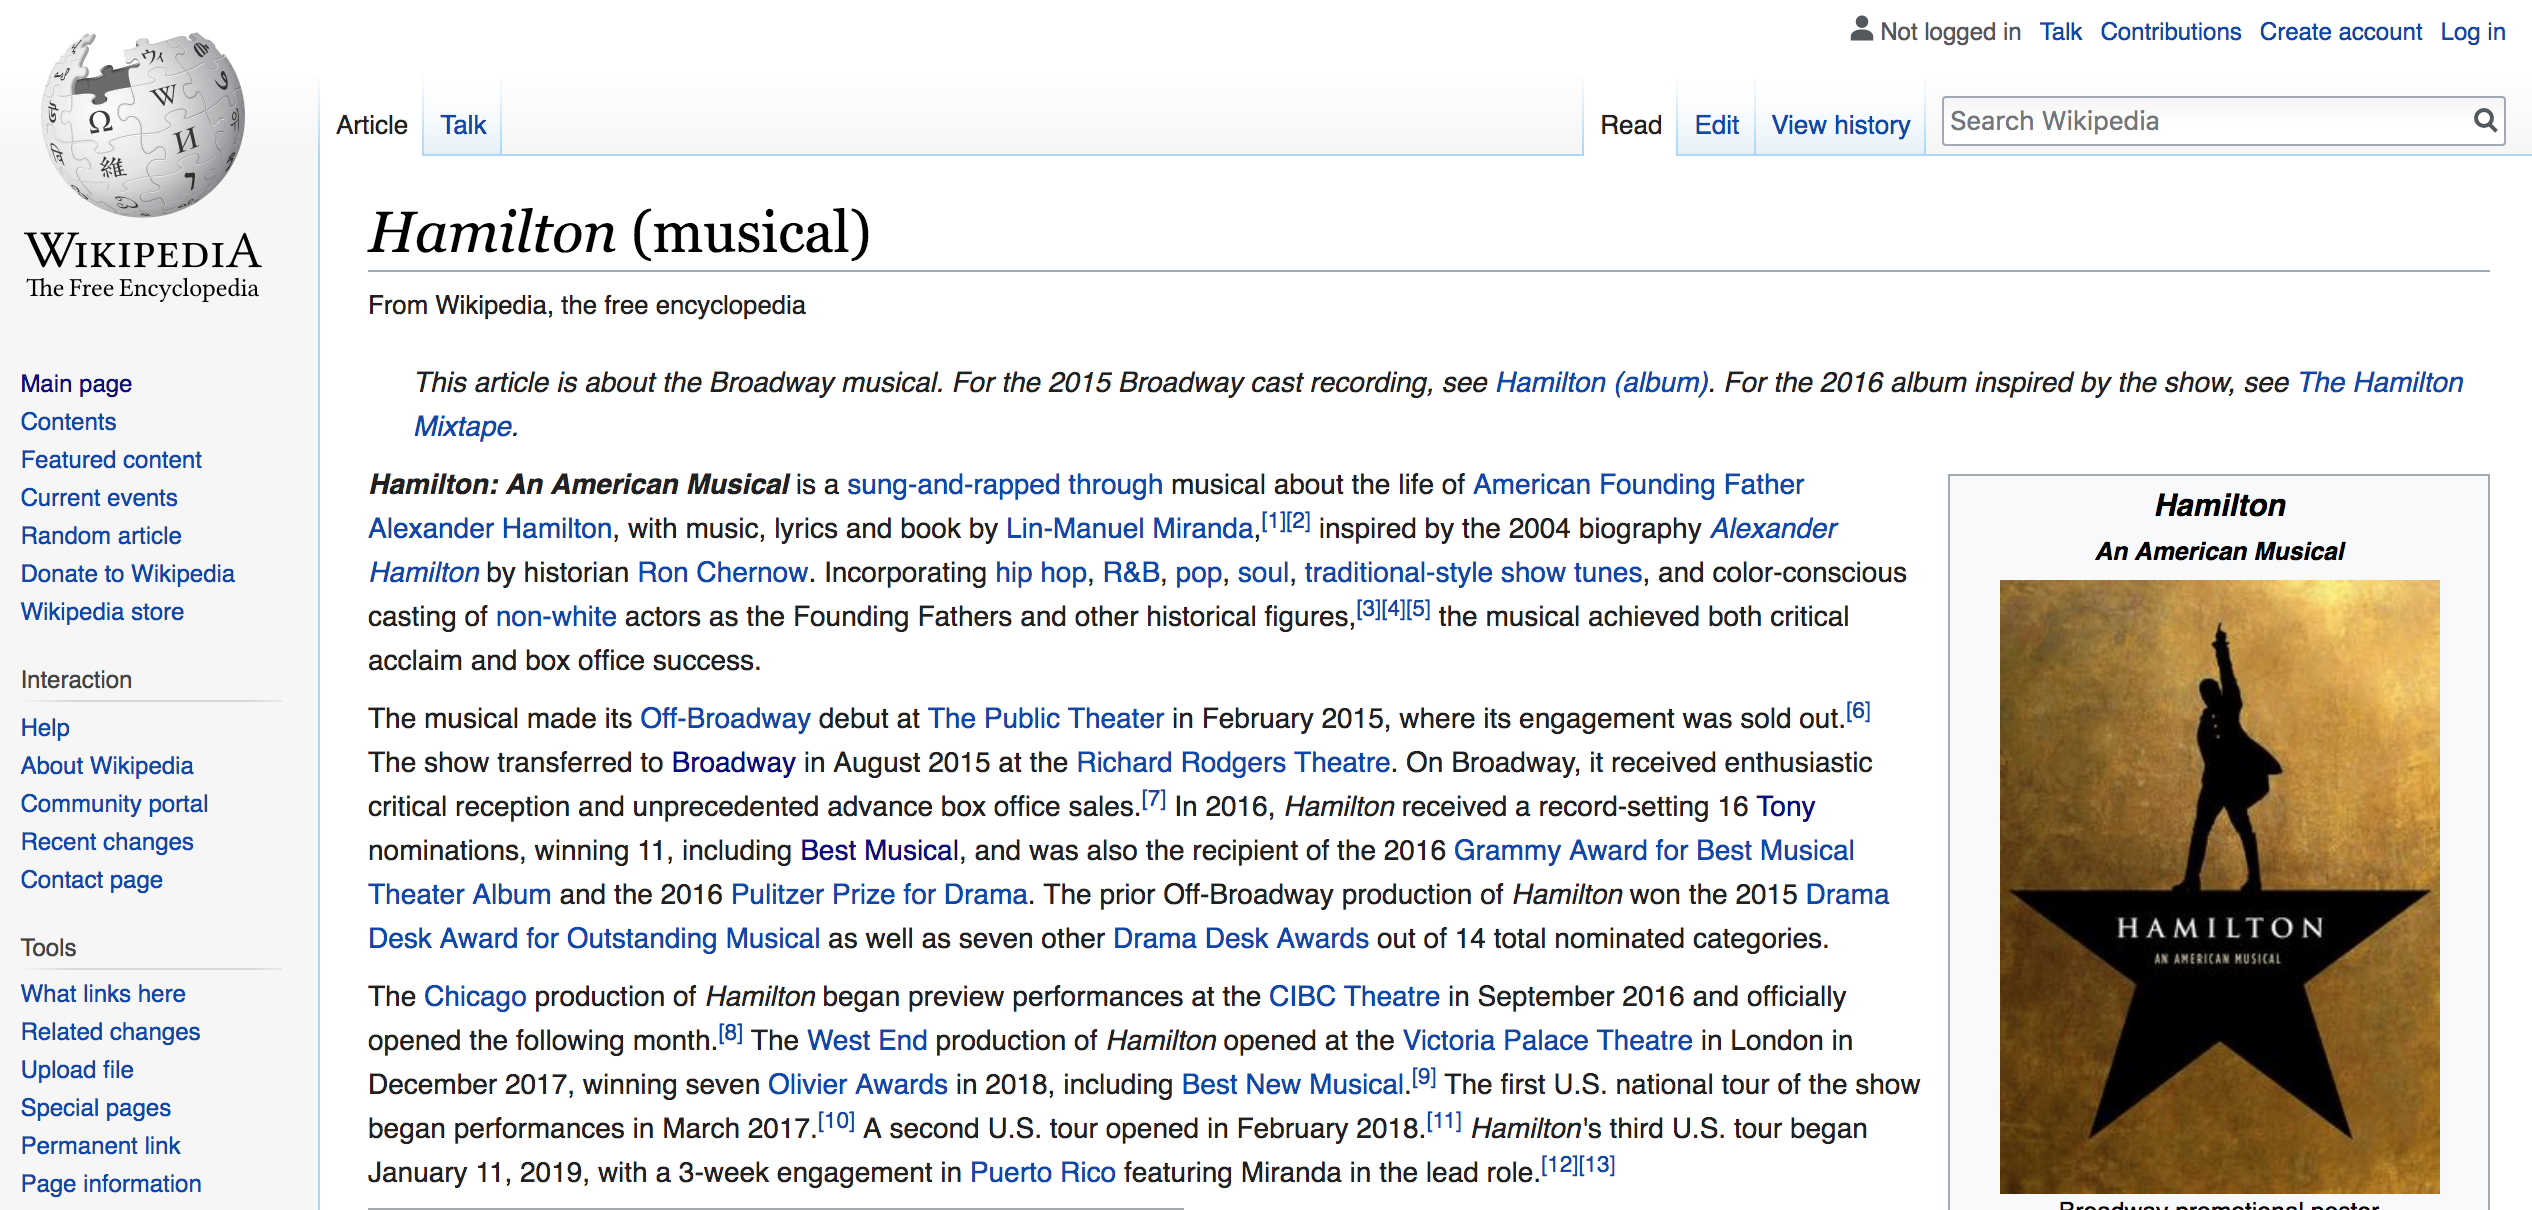 Not logged in Talk Contributions Create account Log in
Article Talk Read Edit View history Search Wikipedia
Ω W И 維 ウィ 7
WIKIPEDIA
The Free Encyclopedia
Main page
Contents
Featured content
Current events
Random article
Donate to Wikipedia
Wikipedia store
Interaction
Help
About Wikipedia
Community portal
Recent changes
Contact page
Tools
What links here
Related changes
Upload file
Special pages
Permanent link
Page information
Hamilton (musical)
From Wikipedia, the free encyclopedia
This article is about the Broadway musical. For the 2015 Broadway cast recording, see Hamilton (album). For the 2016 album inspired by the show, see The Hamilton
Mixtape.
Hamilton: An American Musical is a sung-and-rapped through musical about the life of American Founding Father
Alexander Hamilton, with music, lyrics and book by Lin-Manuel Miranda,[1][2] inspired by the 2004 biography Alexander
Hamilton by historian Ron Chernow. Incorporating hip hop, R&B, pop, soul, traditional-style show tunes, and color-conscious
casting of non-white actors as the Founding Fathers and other historical figures,[3][4][5] the musical achieved both critical
acclaim and box office success.
The musical made its Off-Broadway debut at The Public Theater in February 2015, where its engagement was sold out.[6]
The show transferred to Broadway in August 2015 at the Richard Rodgers Theatre. On Broadway, it received enthusiastic
critical reception and unprecedented advance box office sales.[7] In 2016, Hamilton received a record-setting 16 Tony
nominations, winning 11, including Best Musical, and was also the recipient of the 2016 Grammy Award for Best Musical
Theater Album and the 2016 Pulitzer Prize for Drama. The prior Off-Broadway production of Hamilton won the 2015 Drama
Desk Award for Outstanding Musical as well as seven other Drama Desk Awards out of 14 total nominated categories.
The Chicago production of Hamilton began preview performances at the CIBC Theatre in September 2016 and officially
opened the following month.[8] The West End production of Hamilton opened at the Victoria Palace Theatre in London in
December 2017, winning seven Olivier Awards in 2018, including Best New Musical.[9] The first U.S. national tour of the show
began performances in March 2017.[10] A second U.S. tour opened in February 2018.[11] Hamilton's third U.S. tour began
January 11, 2019, with a 3-week engagement in Puerto Rico featuring Miranda in the lead role.[12][13]
Hamilton
An American Musical
HAMILTON
AN AMERICAN MUSICAL
Broadway promotional poster